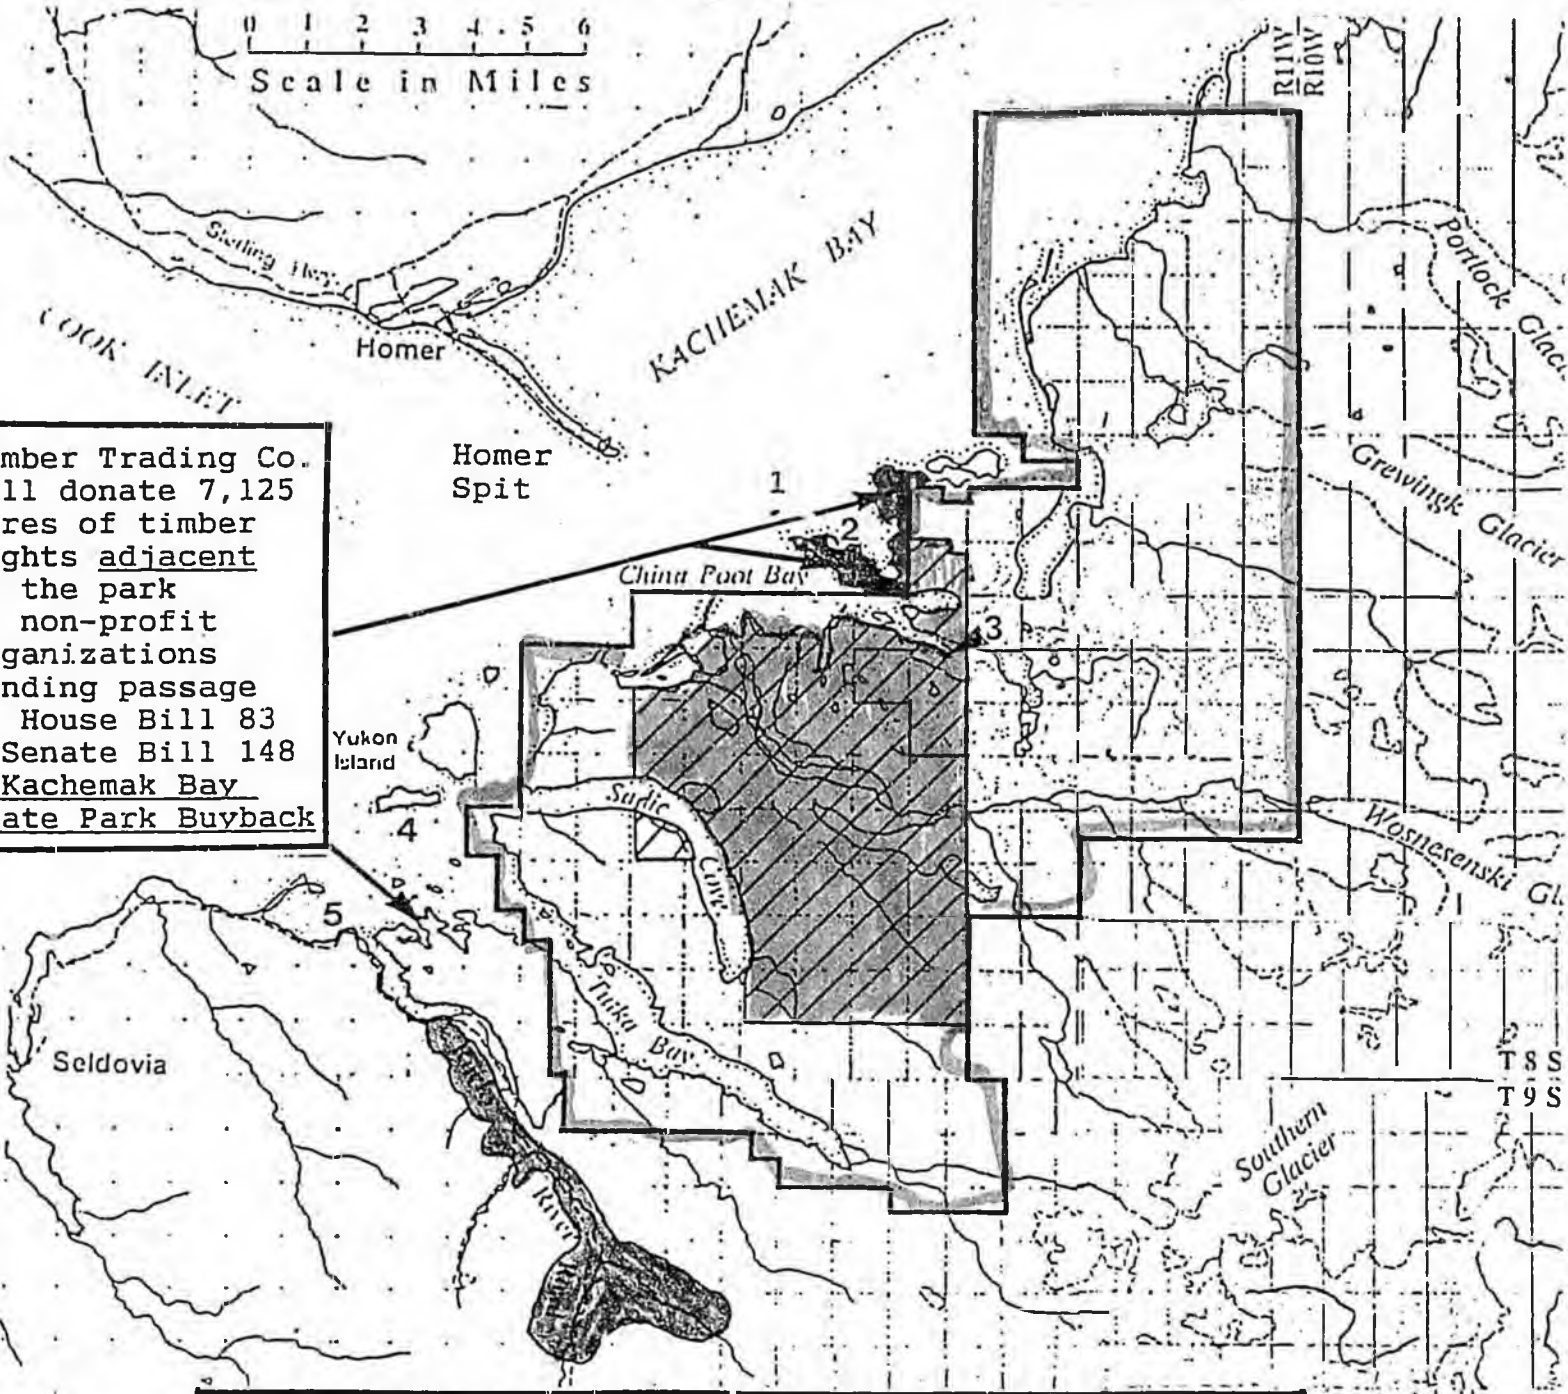 0 1 2 3 4 5 6
Scale in Miles
R11W
R10W
Sterling Hwy.
Portlock Glaci
COOK INLET
Homer
KACHEMAK BAY
mber Trading Co.
ll donate 7,125
res of timber
ghts adjacent
the park
non-profit
ganizations
nding passage
House Bill 83
Senate Bill 148
Kachemak Bay
ate Park Buyback
Homer
Spit
1
2
China Poot Bay
3
Grewingk Glacier
Yukon
Island
4
Sadie
Cove
Wosnesenski Gl.
5
Tutka
Bay
Seldovia
T8S
T9S
Southern
Glacier
River